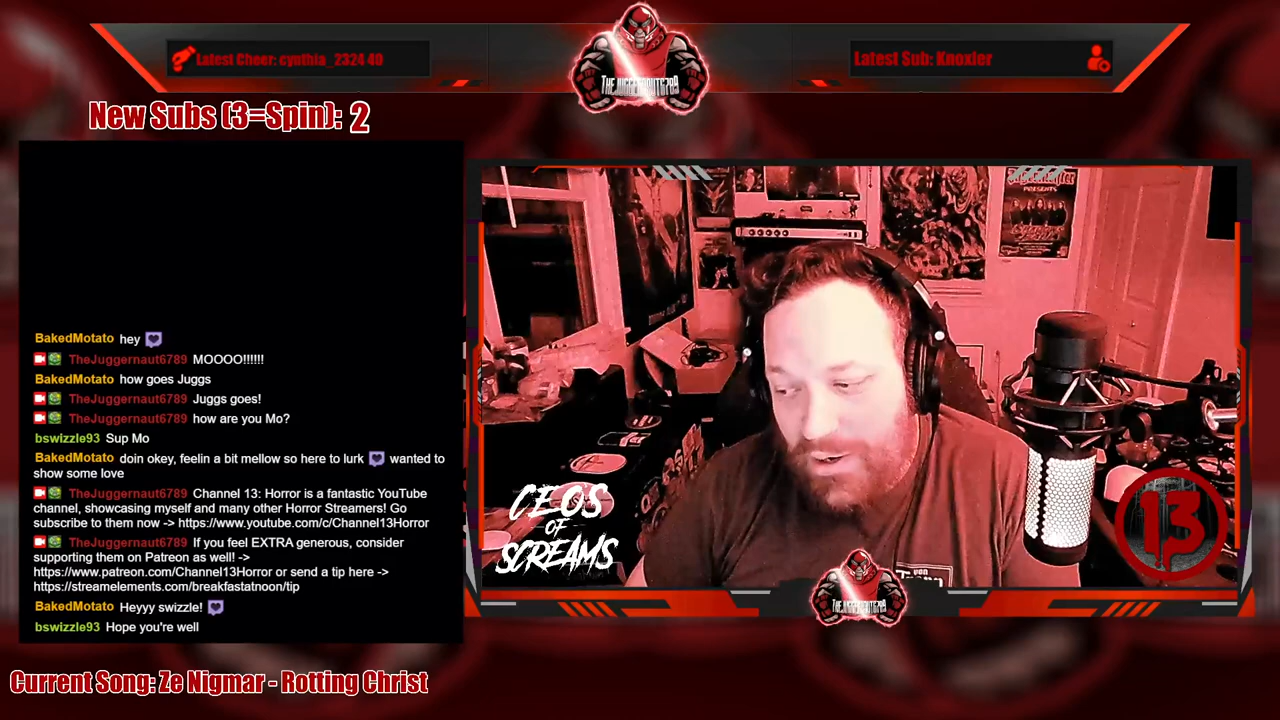 Latest Cheer: cynthia_2324 40
THEJUGGERNAUT6789
Latest Sub: Knoxler
New Subs (3=Spin): 2
BakedMotato hey
TheJuggernaut6789 MOOOO!!!!!!
BakedMotato how goes Juggs
TheJuggernaut6789 Juggs goes!
TheJuggernaut6789 how are you Mo?
bswizzle93 Sup Mo
BakedMotato doin okey, feelin a bit mellow so here to lurk wanted to
show some love
TheJuggernaut6789 Channel 13: Horror is a fantastic YouTube
channel, showcasing myself and many other Horror Streamers! Go
subscribe to them now -> https://www.youtube.com/c/Channel13Horror
TheJuggernaut6789 If you feel EXTRA generous, consider
supporting them on Patreon as well! ->
https://www.patreon.com/Channel13Horror or send a tip here ->
https://streamelements.com/breakfastatnoon/tip
BakedMotato Heyyy swizzle!
bswizzle93 Hope you're well
PRESENTS
CEOS
OF
SCREAMS
13
THEJUGGERNAUT6789
Current Song: Ze Nigmar - Rotting Christ